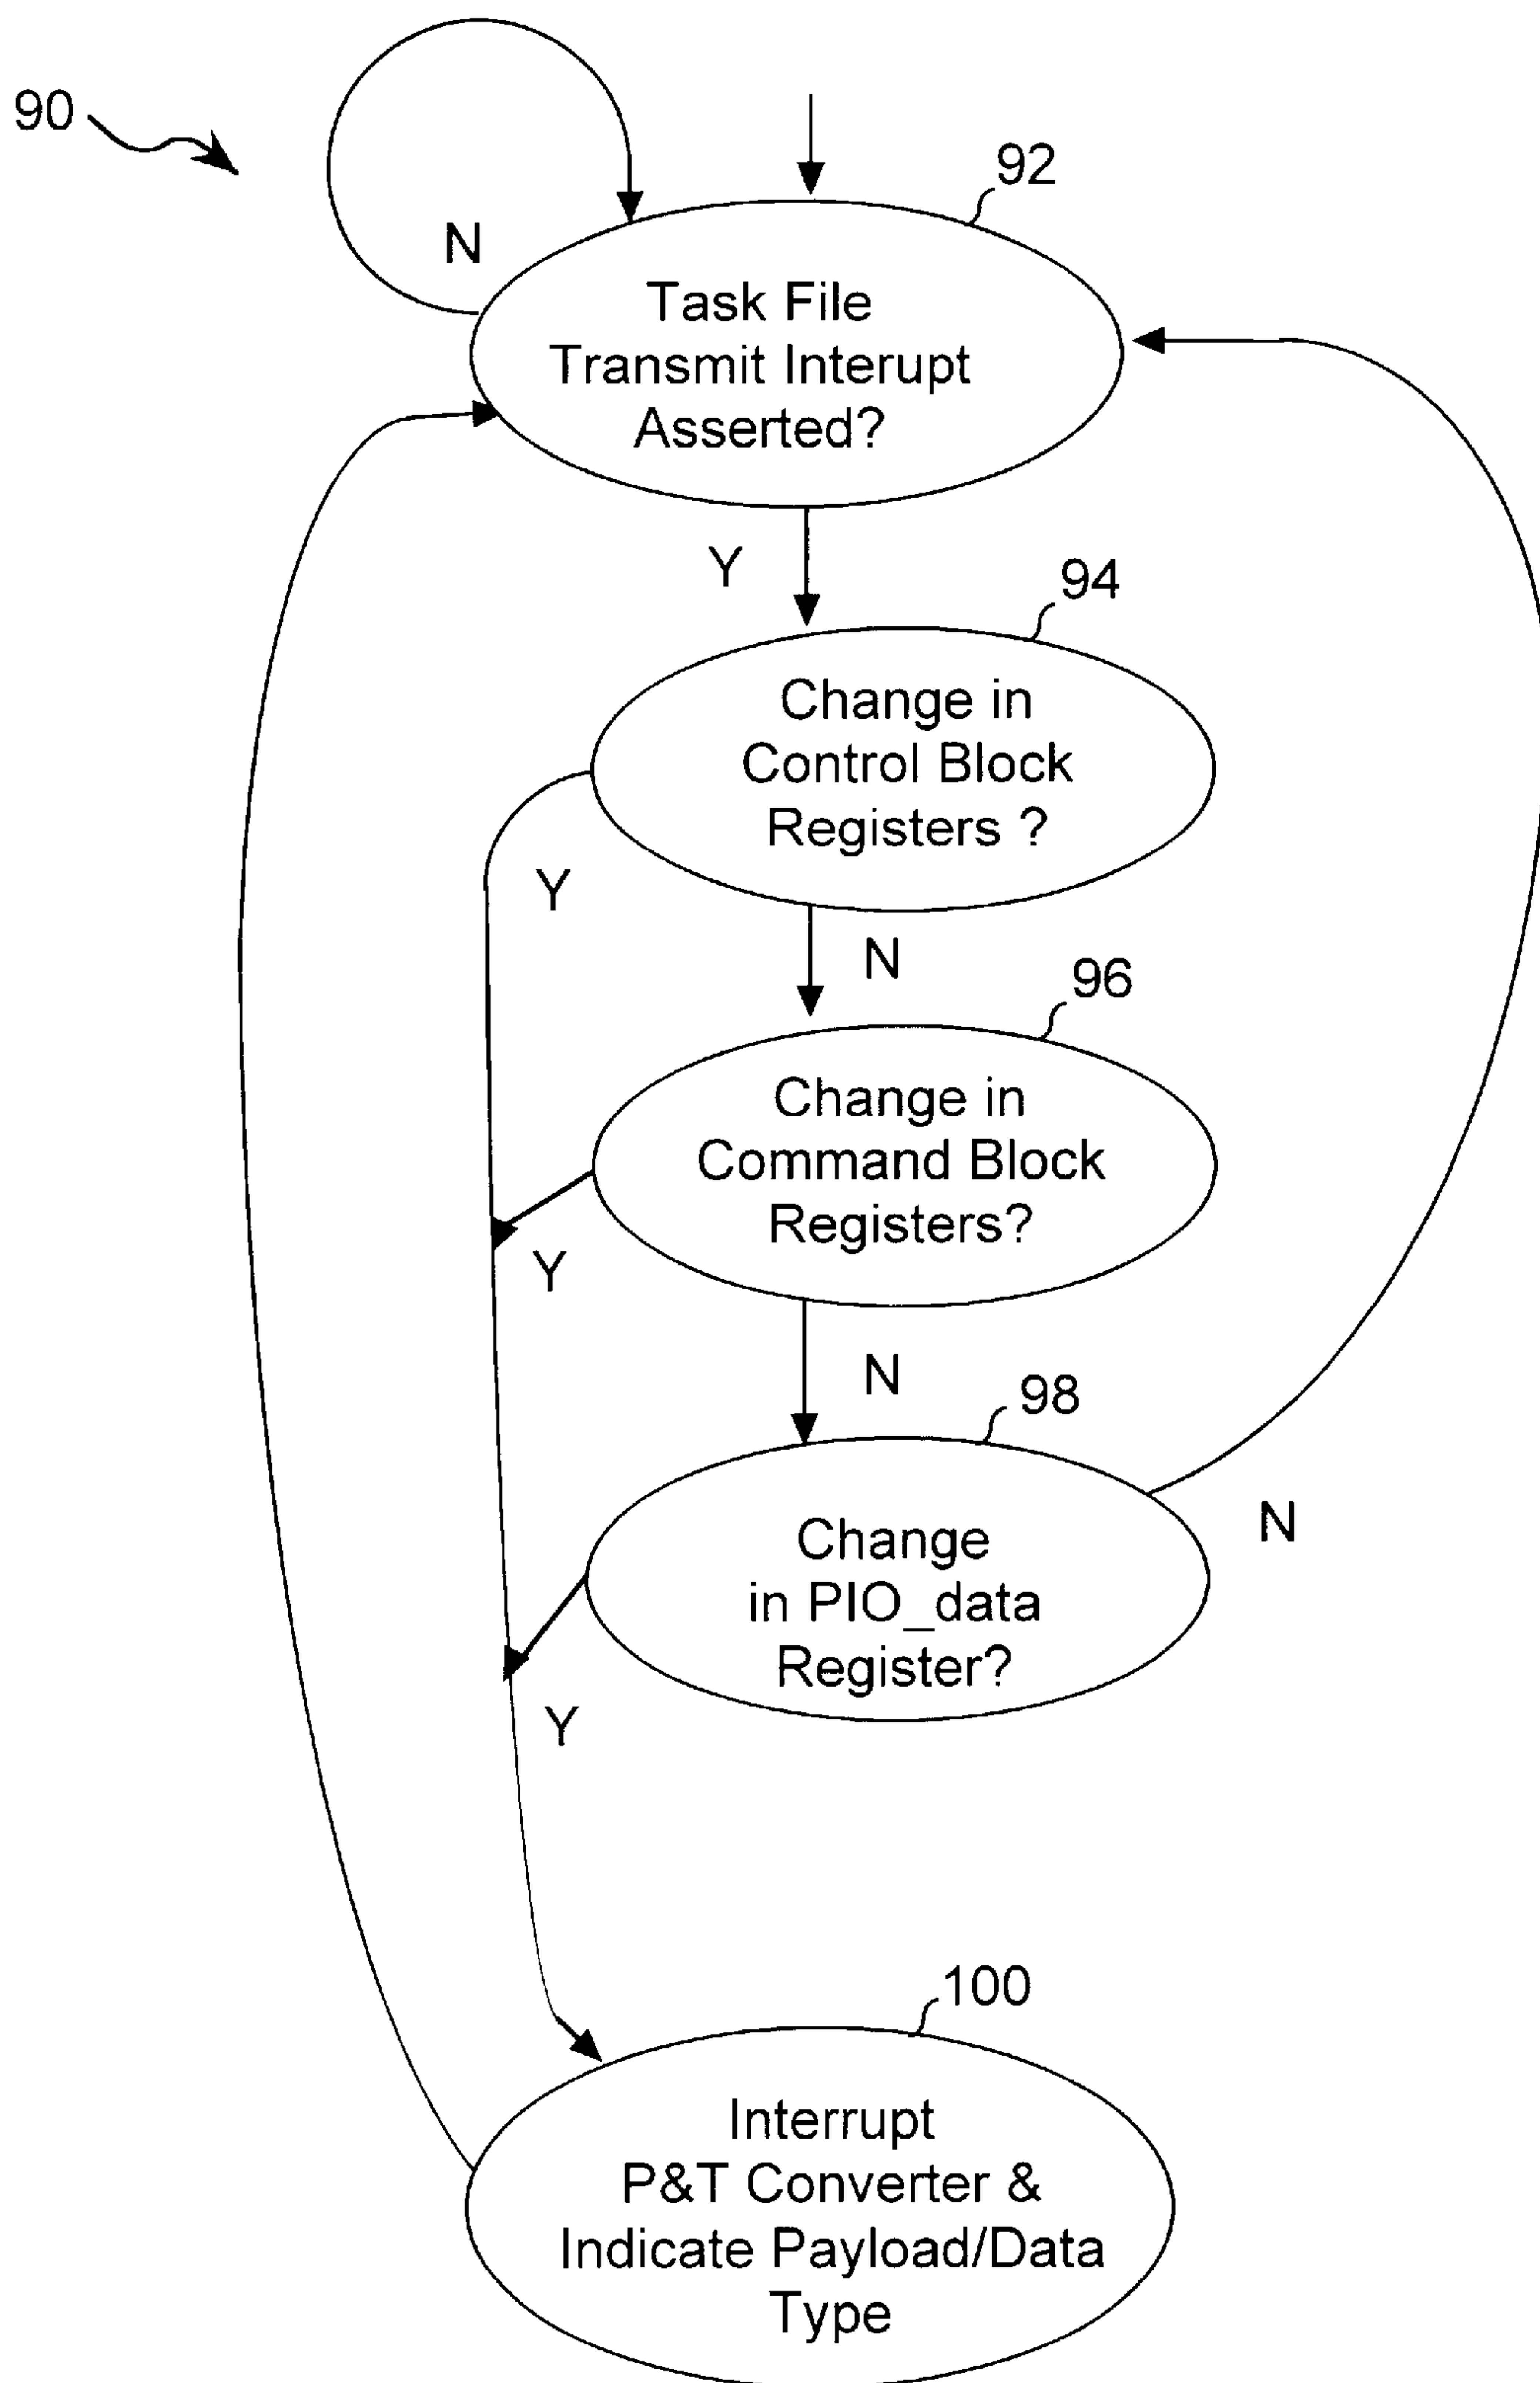 90
92
N
Task File
Transmit Interupt
Asserted?
Y
94
Change in
Control Block
Registers ?
Y
N
96
Change in
Command Block
Registers?
Y
N
98
Change
in PIO_data
Register?
N
Y
100
Interrupt
P&T Converter &
Indicate Payload/Data
Type